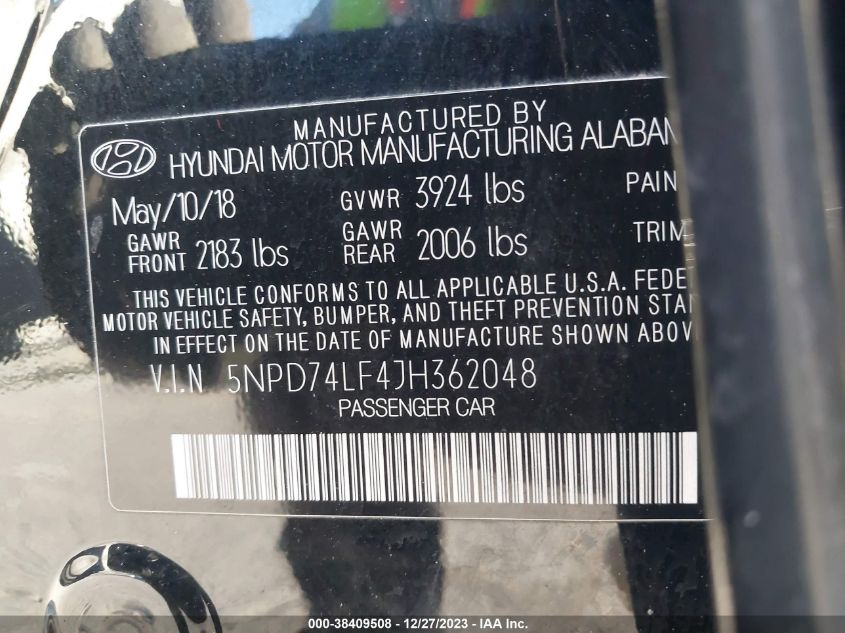 MANUFACTURED BY
HYUNDAI MOTOR MANUFACTURING ALABAM
May/10/18 GVWR 3924 lbs PAIN
GAWR FRONT 2183 lbs GAWR REAR 2006 lbs TRIM
THIS VEHICLE CONFORMS TO ALL APPLICABLE U.S.A. FEDE
MOTOR VEHICLE SAFETY, BUMPER, AND THEFT PREVENTION STA
IN EFFECT ON THE DATE OF MANUFACTURE SHOWN ABOV
V.I.N 5NPD74LF4JH362048
PASSENGER CAR
000-38409508 - 12/27/2023 - IAA Inc.